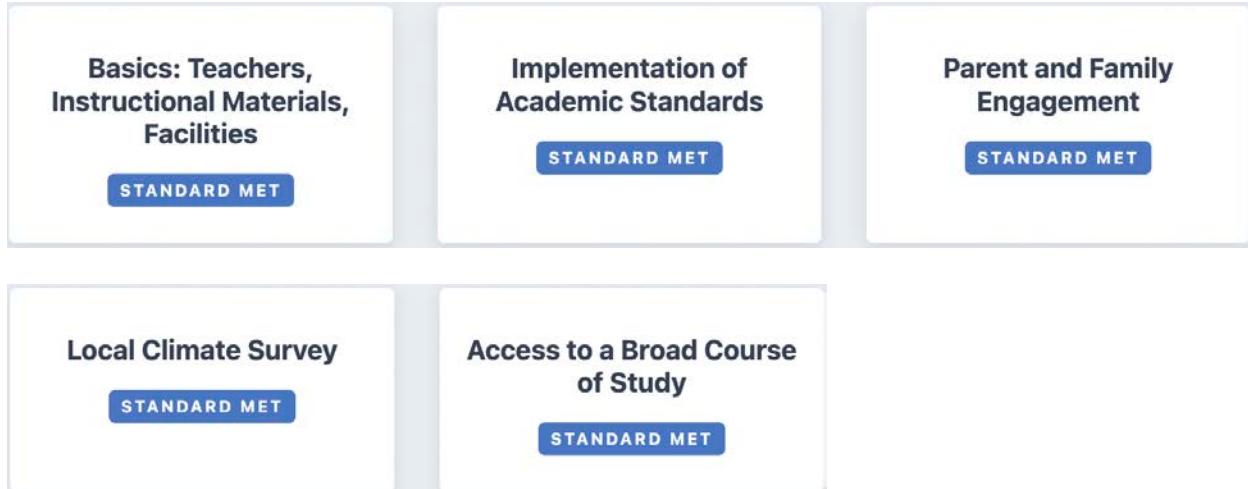 Basics: Teachers,
Instructional Materials,
Facilities
STANDARD MET
Implementation of
Academic Standards
STANDARD MET
Parent and Family
Engagement
STANDARD MET
Local Climate Survey
STANDARD MET
Access to a Broad Course
of Study
STANDARD MET